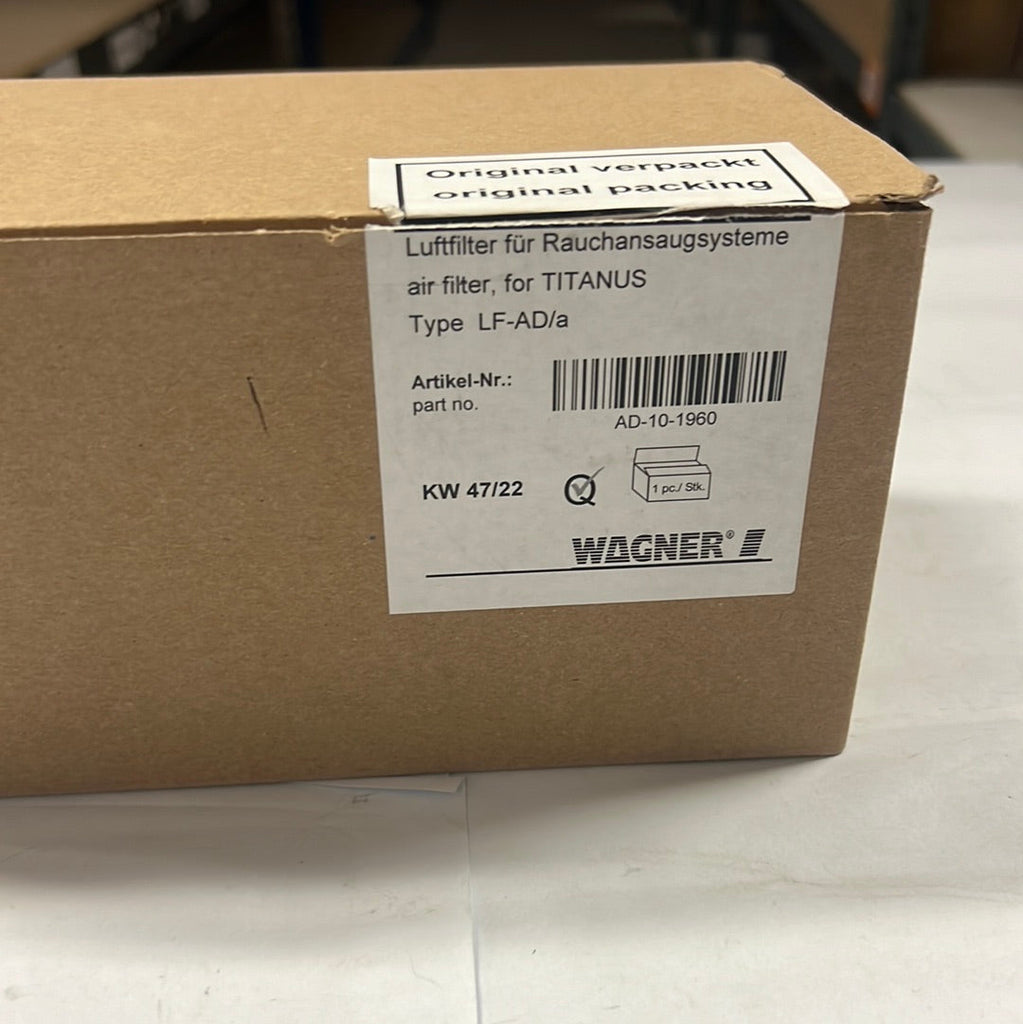 Original verpackt
original packing
Luftfilter für Rauchansaugsysteme
air filter, for TITANUS
Type LF-AD/a
Artikel-Nr.:
part no.
AD-10-1960
KW 47/22
Q
1 pc./ Stk.
WAGNER®